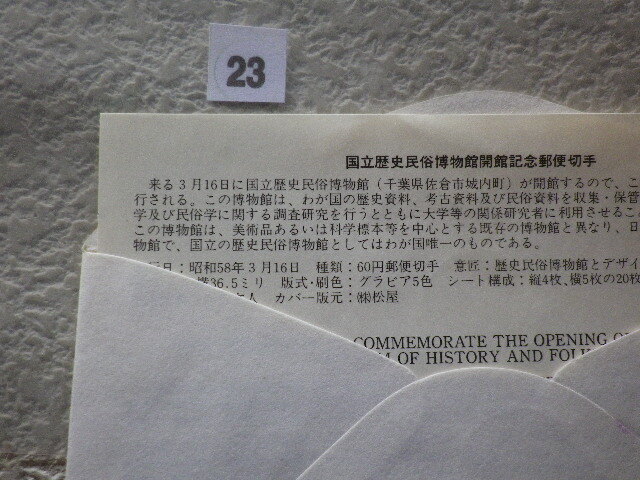 23
国立歴史民俗博物館開館記念郵便切手
来る3月16日に国立歴史民俗博物館（千葉県佐倉市城内町）が開館するので、こ
行される。この博物館は、わが国の歴史資料、考古資料及び民俗資料を収集・保管
学及び民俗学に関する調査研究を行うとともに大学等の関係研究者に利用させるこ
この博物館は、美術品あるいは科学標本等を中心とする既存の博物館と異なり、日
物館で、国立の歴史民俗博物館としてはわが国唯一のものである。
日：昭和58年3月16日 種類：60円郵便切手 意匠：歴史民俗博物館とデザイ
36.5ミリ 版式・刷色：グラビア5色 シート構成：縦4枚、横5枚の20枚
人 カバー版元：㈱松屋
COMMEMORATE THE OPENING O
OF HISTORY AND FOL